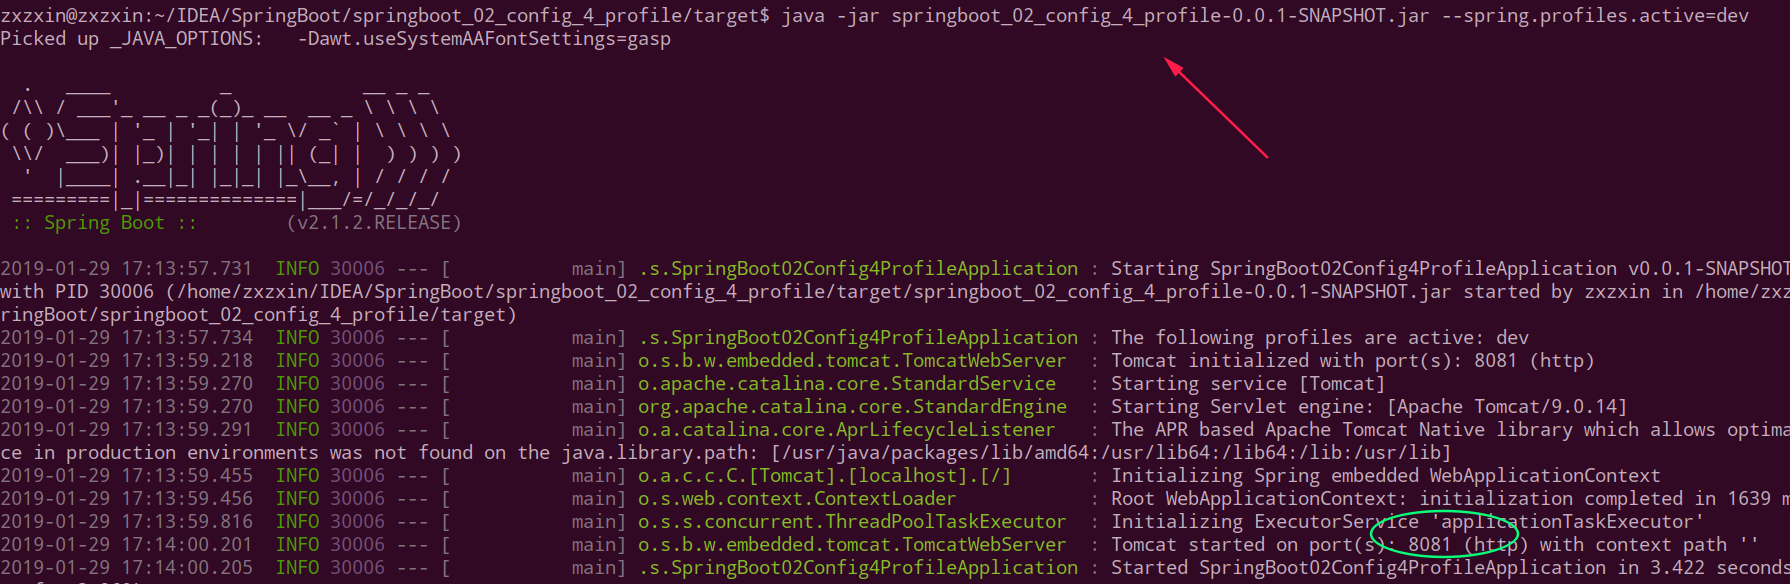 zxzxin@zxzxin:~/IDEA/SpringBoot/springboot_02_config_4_profile/target$ java -jar springboot_02_config_4_profile-0.0.1-SNAPSHOT.jar --spring.profiles.active=dev
Picked up _JAVA_OPTIONS:   -Dawt.useSystemAAFontSettings=gasp
  .   ____          _            __ _ _
 /\\ / ___'_ __ _ _(_)_ __  __ _ \ \ \ \
( ( )\___ | '_ | '_| | '_ \/ _` | \ \ \ \
 \\/  ___)| |_)| | | | | || (_| |  ) ) ) )
  '  |____| .__|_| |_|_| |_\__, | / / / /
 =========|_|==============|___/=/_/_/_/
 :: Spring Boot ::        (v2.1.2.RELEASE)
2019-01-29 17:13:57.731  INFO 30006 --- [           main] .s.SpringBoot02Config4ProfileApplication : Starting SpringBoot02Config4ProfileApplication v0.0.1-SNAPSHOT
with PID 30006 (/home/zxzxin/IDEA/SpringBoot/springboot_02_config_4_profile/target/springboot_02_config_4_profile-0.0.1-SNAPSHOT.jar started by zxzxin in /home/zxz
ringBoot/springboot_02_config_4_profile/target)
2019-01-29 17:13:57.734  INFO 30006 --- [           main] .s.SpringBoot02Config4ProfileApplication : The following profiles are active: dev
2019-01-29 17:13:59.218  INFO 30006 --- [           main] o.s.b.w.embedded.tomcat.TomcatWebServer  : Tomcat initialized with port(s): 8081 (http)
2019-01-29 17:13:59.270  INFO 30006 --- [           main] o.apache.catalina.core.StandardService   : Starting service [Tomcat]
2019-01-29 17:13:59.270  INFO 30006 --- [           main] org.apache.catalina.core.StandardEngine  : Starting Servlet engine: [Apache Tomcat/9.0.14]
2019-01-29 17:13:59.291  INFO 30006 --- [           main] o.a.catalina.core.AprLifecycleListener   : The APR based Apache Tomcat Native library which allows optima
ce in production environments was not found on the java.library.path: [/usr/java/packages/lib/amd64:/usr/lib64:/lib64:/lib:/usr/lib]
2019-01-29 17:13:59.455  INFO 30006 --- [           main] o.a.c.c.C.[Tomcat].[localhost].[/]       : Initializing Spring embedded WebApplicationContext
2019-01-29 17:13:59.456  INFO 30006 --- [           main] o.s.web.context.ContextLoader            : Root WebApplicationContext: initialization completed in 1639 m
2019-01-29 17:13:59.816  INFO 30006 --- [           main] o.s.s.concurrent.ThreadPoolTaskExecutor  : Initializing ExecutorService 'applicationTaskExecutor'
2019-01-29 17:14:00.201  INFO 30006 --- [           main] o.s.b.w.embedded.tomcat.TomcatWebServer  : Tomcat started on port(s): 8081 (http) with context path ''
2019-01-29 17:14:00.205  INFO 30006 --- [           main] .s.SpringBoot02Config4ProfileApplication : Started SpringBoot02Config4ProfileApplication in 3.422 seconds